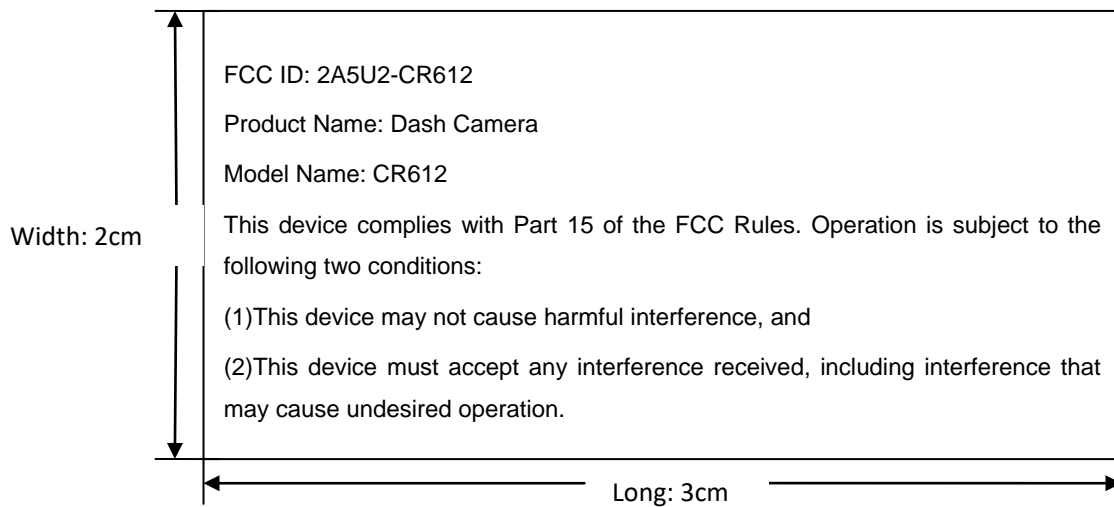 FCC ID: 2A5U2-CR612
Product Name: Dash Camera
Model Name: CR612
Width: 2cm
This device complies with Part 15 of the FCC Rules. Operation is subject to the
following two conditions:
(1)This device may not cause harmful interference, and
(2)This device must accept any interference received, including interference that
may cause undesired operation.
Long: 3cm